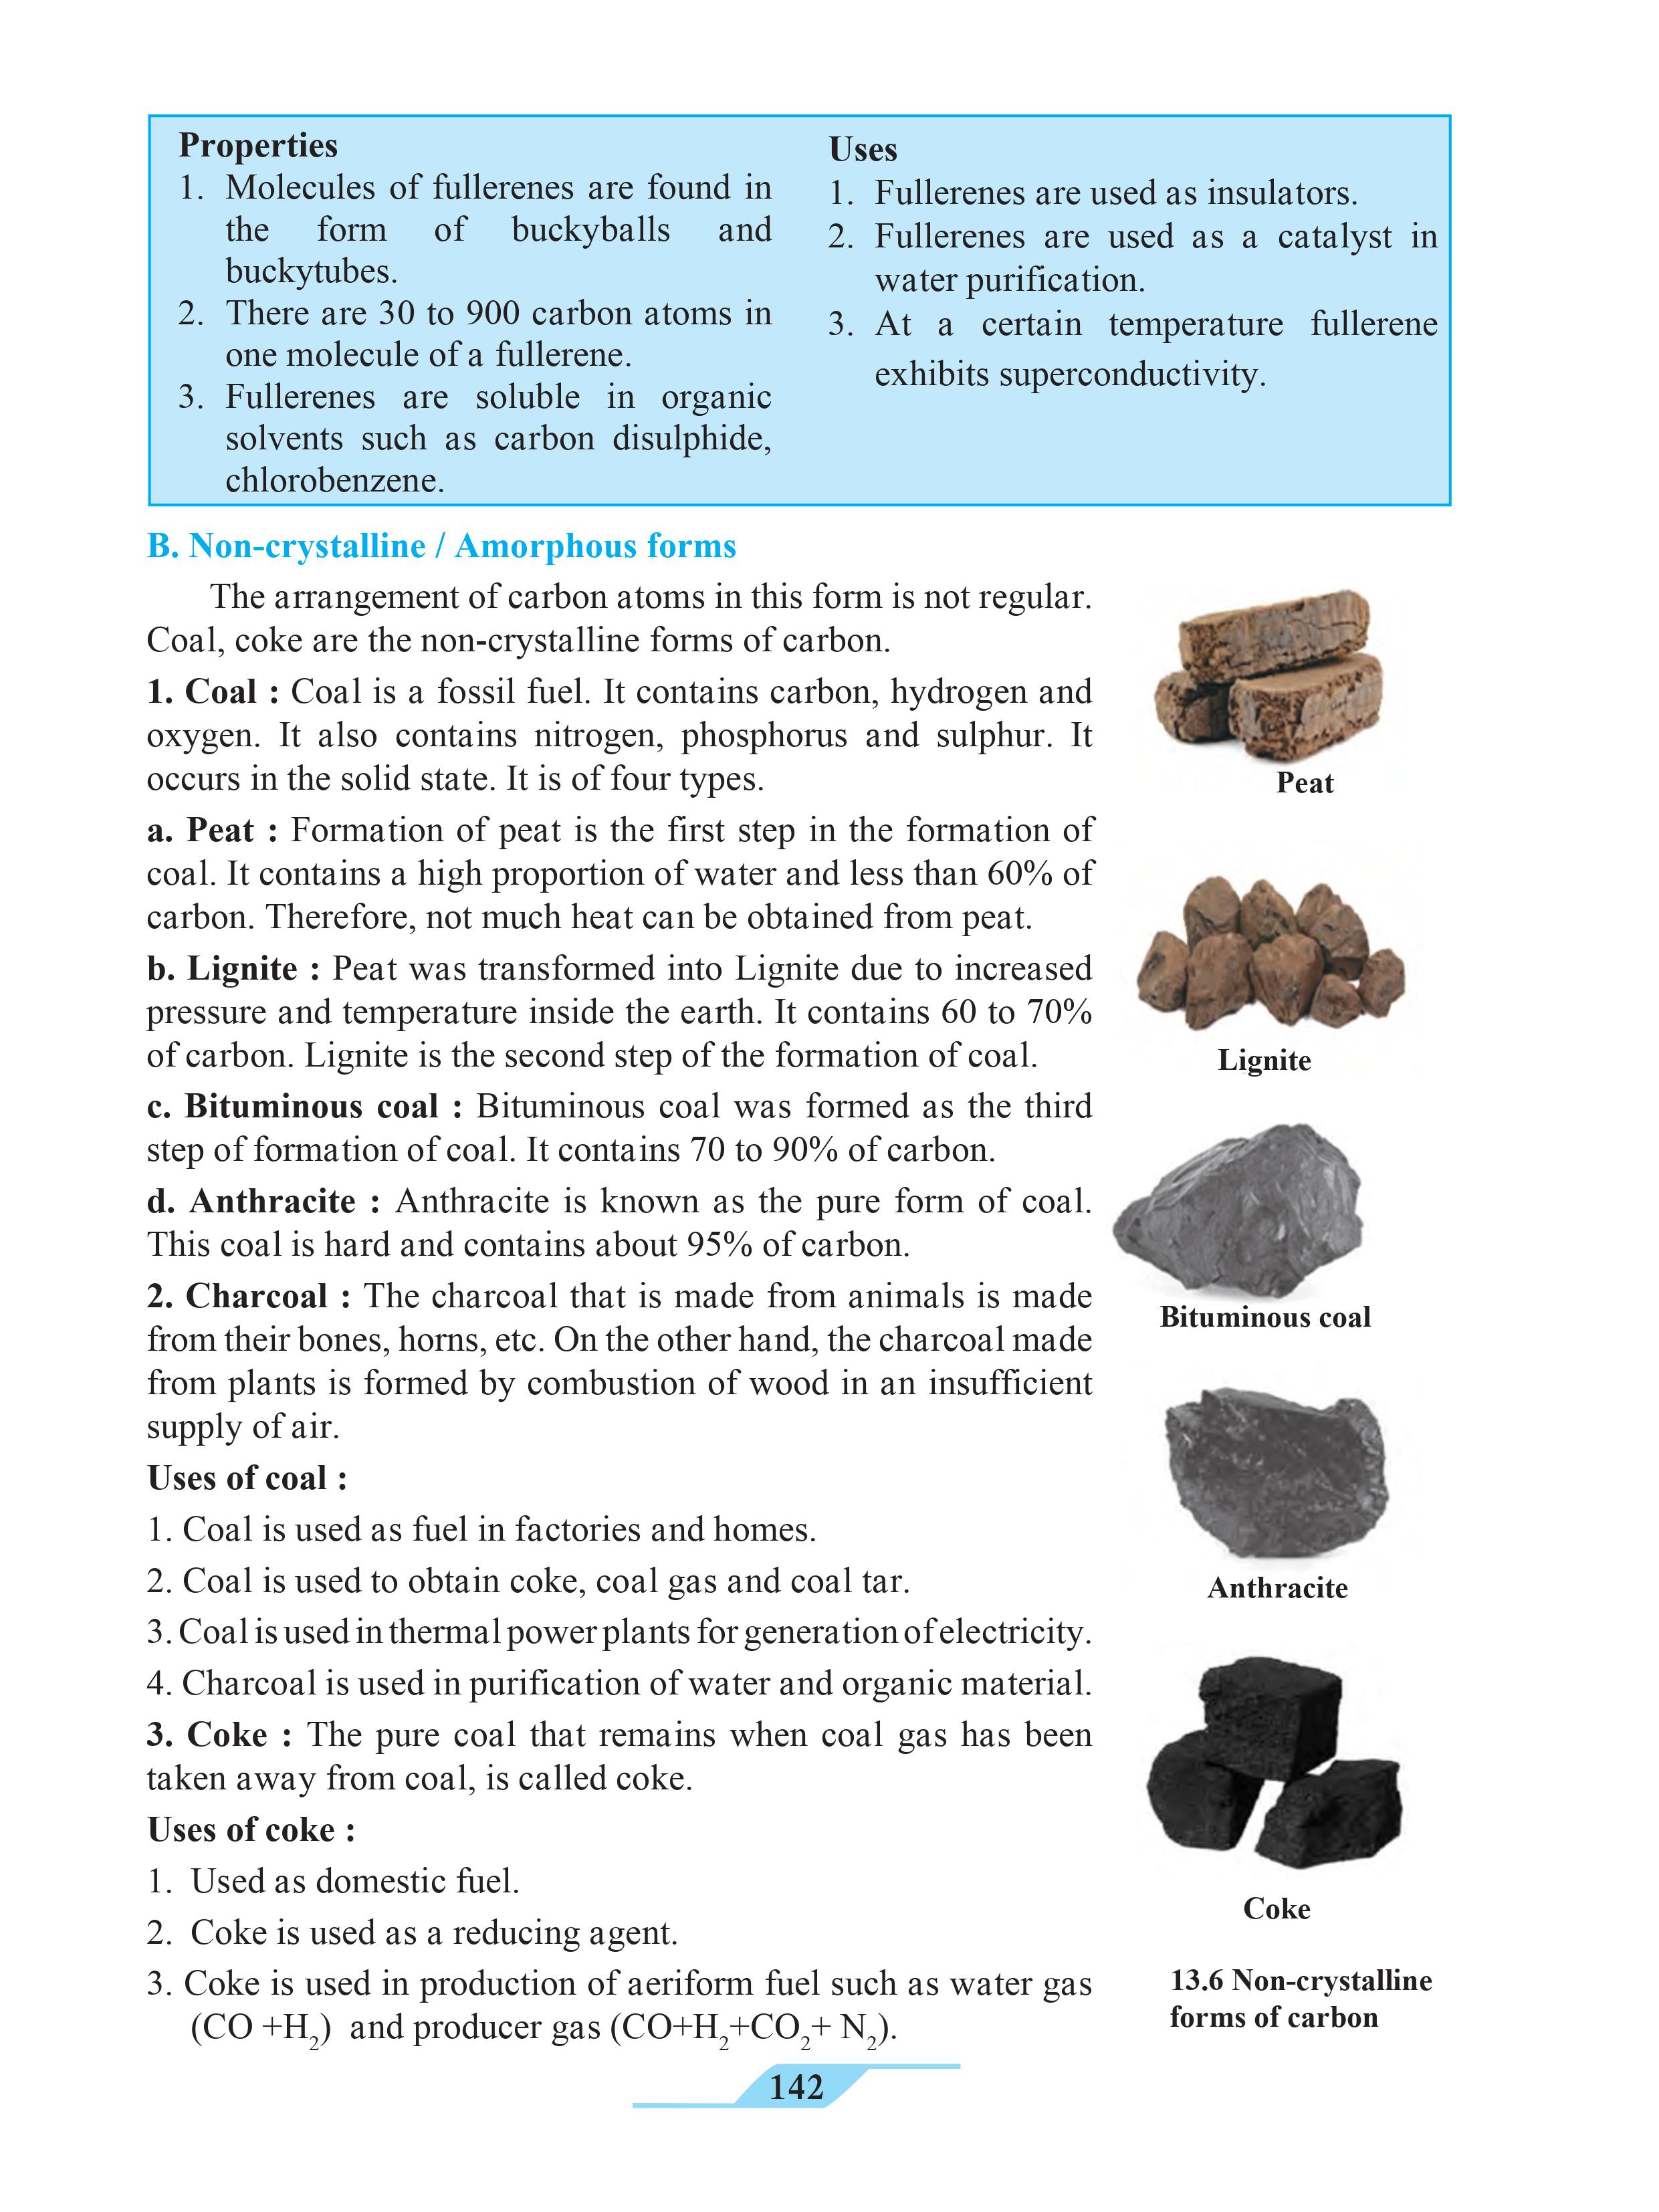 Properties
1. Molecules of fullerenes are found in
the form of buckyballs and
buckytubes.
2. There are 30 to 900 carbon atoms in
one molecule of a fullerene.
3. Fullerenes are soluble in organic
solvents such as carbon disulphide,
chlorobenzene.
Uses
1. Fullerenes are used as insulators.
2. Fullerenes are used as a catalyst in
water purification.
3. At a certain temperature fullerene
exhibits superconductivity.
B. Non-crystalline / Amorphous forms
The arrangement of carbon atoms in this form is not regular.
Coal, coke are the non-crystalline forms of carbon.
1. Coal : Coal is a fossil fuel. It contains carbon, hydrogen and
oxygen. It also contains nitrogen, phosphorus and sulphur. It
occurs in the solid state. It is of four types.
a. Peat : Formation of peat is the first step in the formation of
coal. It contains a high proportion of water and less than 60% of
carbon. Therefore, not much heat can be obtained from peat.
b. Lignite : Peat was transformed into Lignite due to increased
pressure and temperature inside the earth. It contains 60 to 70%
of carbon. Lignite is the second step of the formation of coal.
c. Bituminous coal : Bituminous coal was formed as the third
step of formation of coal. It contains 70 to 90% of carbon.
d. Anthracite : Anthracite is known as the pure form of coal.
This coal is hard and contains about 95% of carbon.
2. Charcoal : The charcoal that is made from animals is made
from their bones, horns, etc. On the other hand, the charcoal made
from plants is formed by combustion of wood in an insufficient
supply of air.
Uses of coal :
1. Coal is used as fuel in factories and homes.
2. Coal is used to obtain coke, coal gas and coal tar.
3. Coal is used in thermal power plants for generation of electricity.
4. Charcoal is used in purification of water and organic material.
3. Coke : The pure coal that remains when coal gas has been
taken away from coal, is called coke.
Uses of coke :
1. Used as domestic fuel.
2. Coke is used as a reducing agent.
3. Coke is used in production of aeriform fuel such as water gas
(CO +H₂) and producer gas (CO+H₂+CO₂+ N₂).
Peat
Lignite
Bituminous coal
Anthracite
Coke
13.6 Non-crystalline
forms of carbon
142